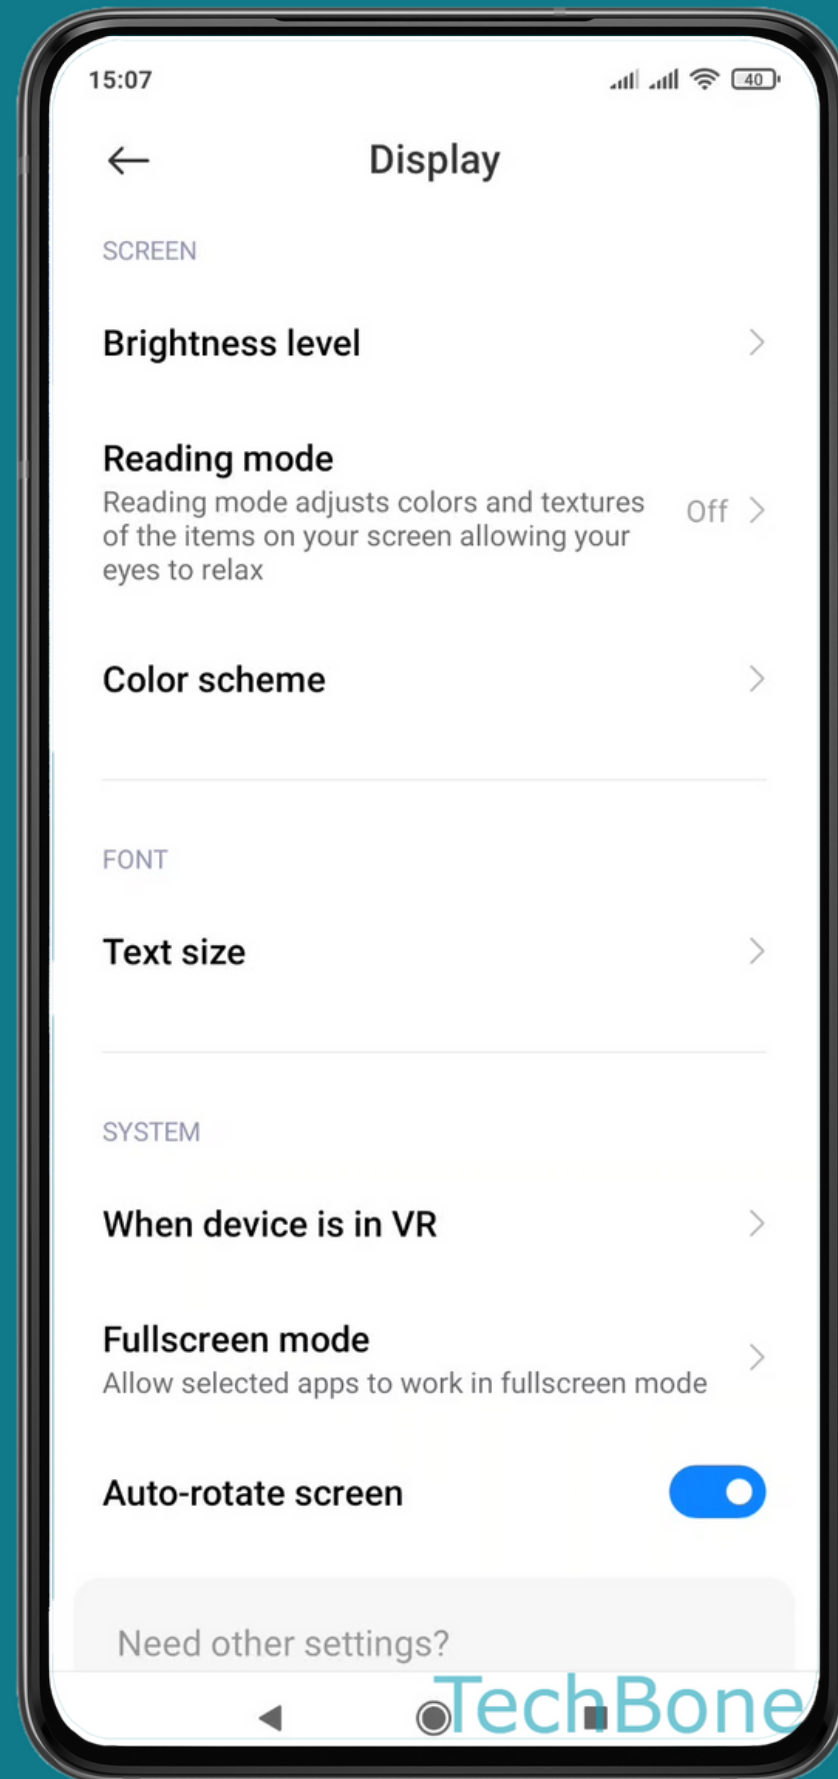 15:07
40
Display
SCREEN
Brightness level
Reading mode
Reading mode adjusts colors and textures
of the items on your screen allowing your
eyes to relax
Off
Color scheme
FONT
Text size
SYSTEM
When device is in VR
Fullscreen mode
Allow selected apps to work in fullscreen mode
Auto-rotate screen
Need other settings?
TechBone